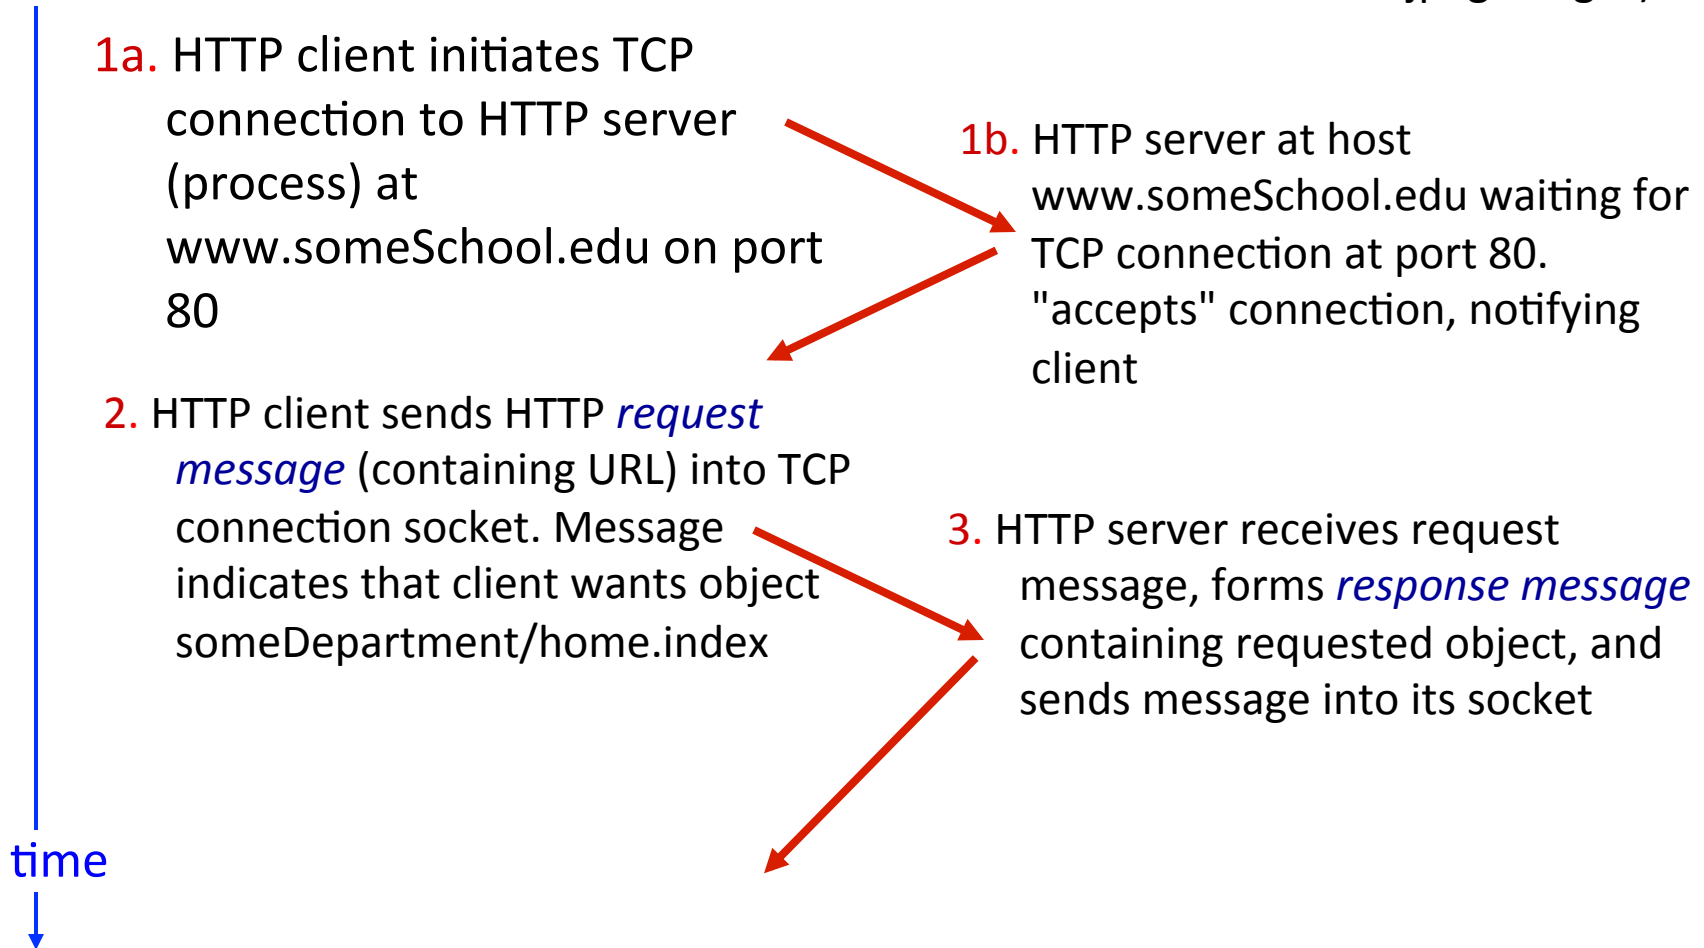 1a. HTTP client initiates TCP
connection to HTTP server
(process) at
www.someSchool.edu on port
80
1b. HTTP server at host
www.someSchool.edu waiting for
TCP connection at port 80.
"accepts" connection, notifying
client
2. HTTP client sends HTTP request
message (containing URL) into TCP
connection socket. Message
indicates that client wants object
someDepartment/home.index
3. HTTP server receives request
message, forms response message
containing requested object, and
sends message into its socket
time